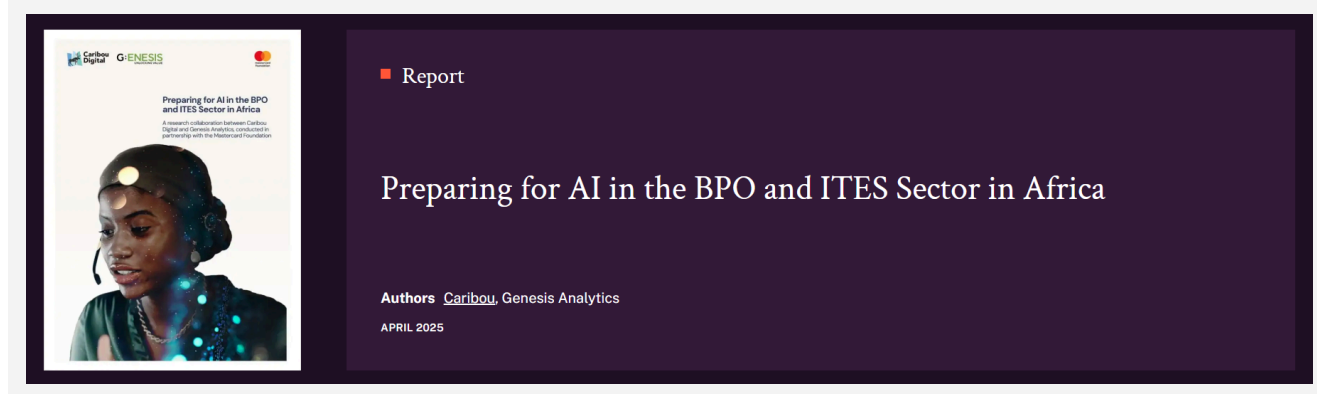 Caribou
Digital
G:ENESIS
Preparing for AI in the BPO
and ITES Sector in Africa
A research collaboration between Caribou
Digital and Genesis Analytics, conducted in
partnership with the Mastercard Foundation
Report
Preparing for AI in the BPO and ITES Sector in Africa
Authors Caribou, Genesis Analytics
APRIL 2025